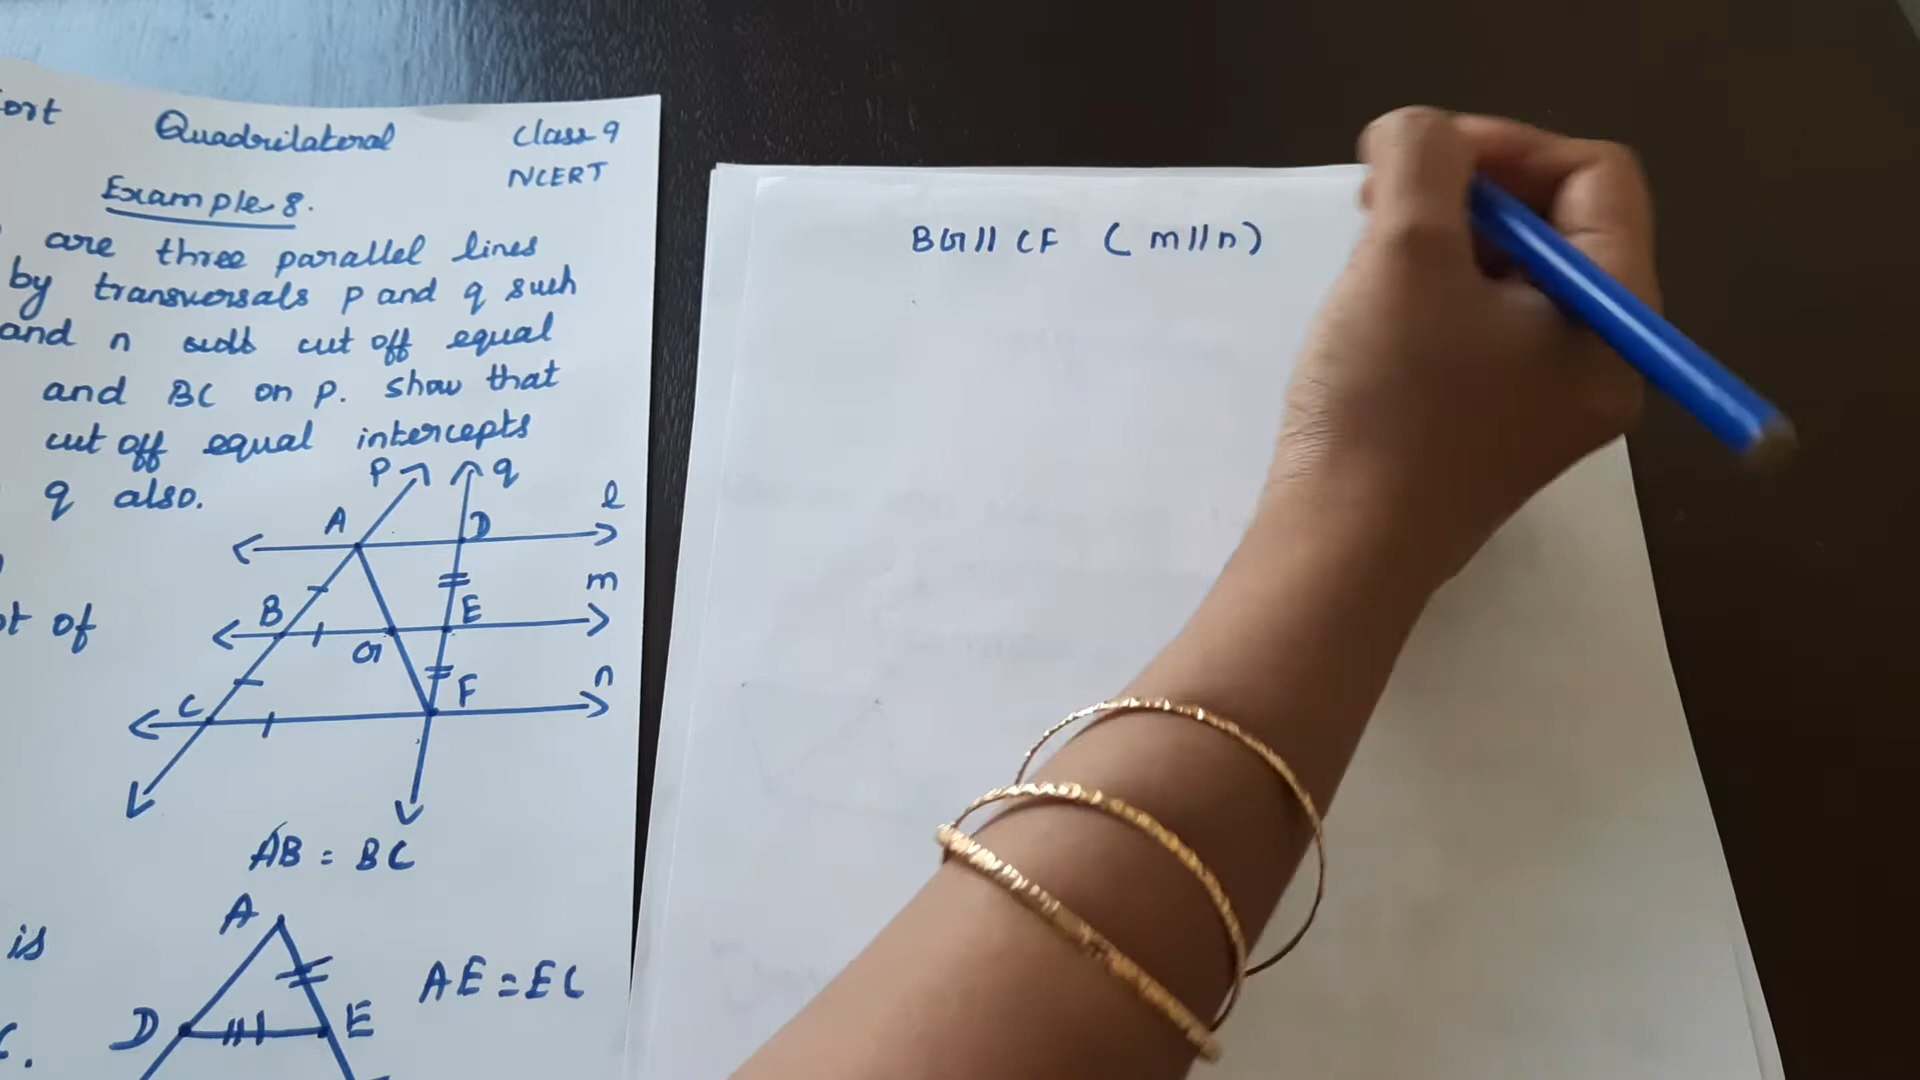 ort Quadrilateral Class 9
NCERT
Example 8.
are three parallel lines
by transversals p and q such
and n cut off equal
and BC on p. show that
cut off equal intercepts
q also.
p q
A D l
B G E m
C F n
ot of
AB = BC
A
is AE = EC
D E
BG || CF ( m || n )